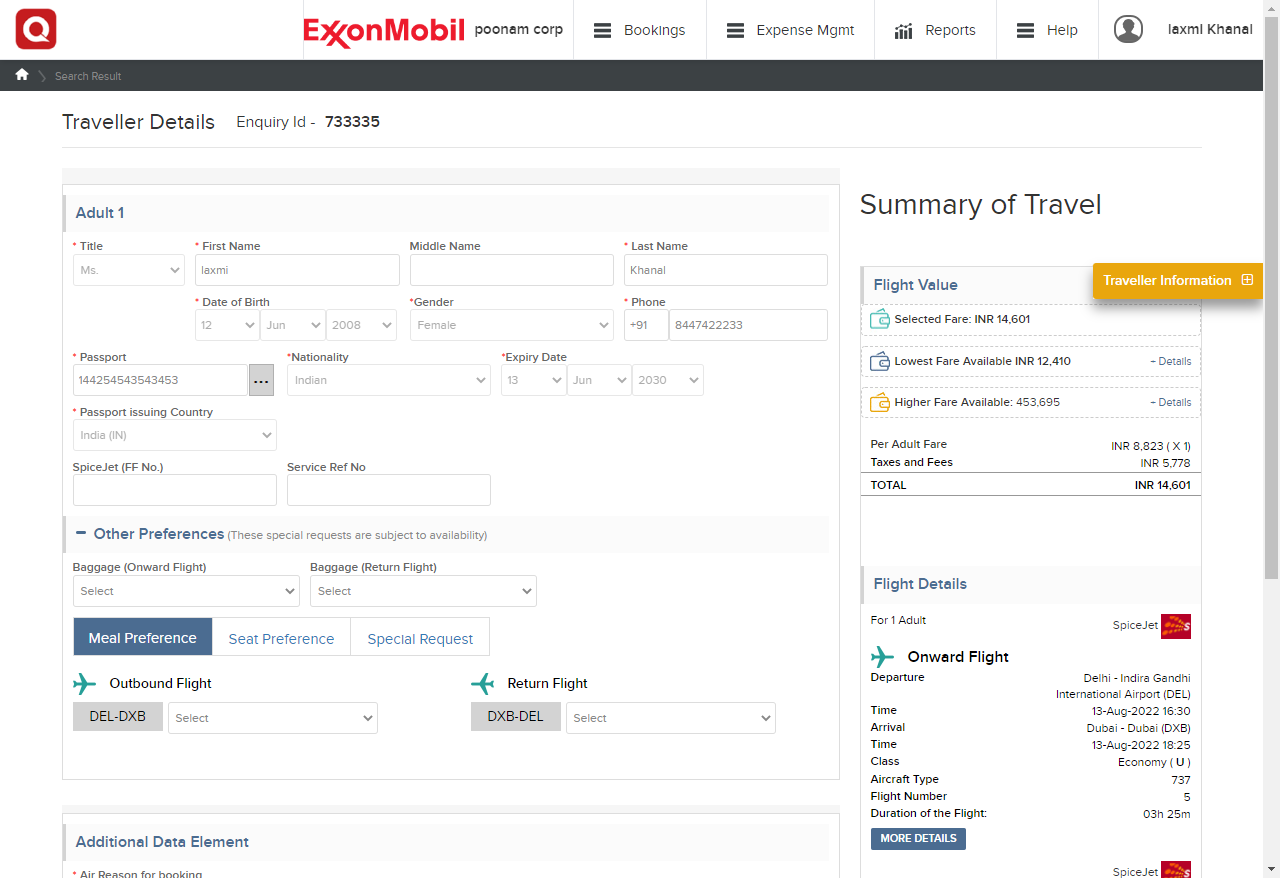 Q
ExxonMobil
poonam corp
Bookings
Expense Mgmt
Reports
Help
laxmi Khanal
Search Result
Traveller Details
Enquiry Id - 733335
Adult 1
* Title
* First Name
Middle Name
* Last Name
Ms.
laxmi
Khanal
* Date of Birth
*Gender
* Phone
12
Jun
2008
Female
+91
8447422233
* Passport
*Nationality
*Expiry Date
144254543543453
...
Indian
13
Jun
2030
* Passport issuing Country
India (IN)
SpiceJet (FF No.)
Service Ref No
Other Preferences (These special requests are subject to availability)
Baggage (Onward Flight)
Baggage (Return Flight)
Select
Select
Meal Preference
Seat Preference
Special Request
Outbound Flight
Return Flight
DEL-DXB
Select
DXB-DEL
Select
Additional Data Element
* Air Reason for booking
Summary of Travel
Flight Value
Traveller Information
Selected Fare: INR 14,601
Lowest Fare Available INR 12,410
+ Details
Higher Fare Available: 453,695
+ Details
Per Adult Fare
INR 8,823 ( X 1)
Taxes and Fees
INR 5,778
TOTAL
INR 14,601
Flight Details
For 1 Adult
SpiceJet
Onward Flight
Departure
Delhi - Indira Gandhi
International Airport (DEL)
Time
13-Aug-2022 16:30
Arrival
Dubai - Dubai (DXB)
Time
13-Aug-2022 18:25
Class
Economy ( U )
Aircraft Type
737
Flight Number
5
Duration of the Flight:
03h 25m
MORE DETAILS
SpiceJet